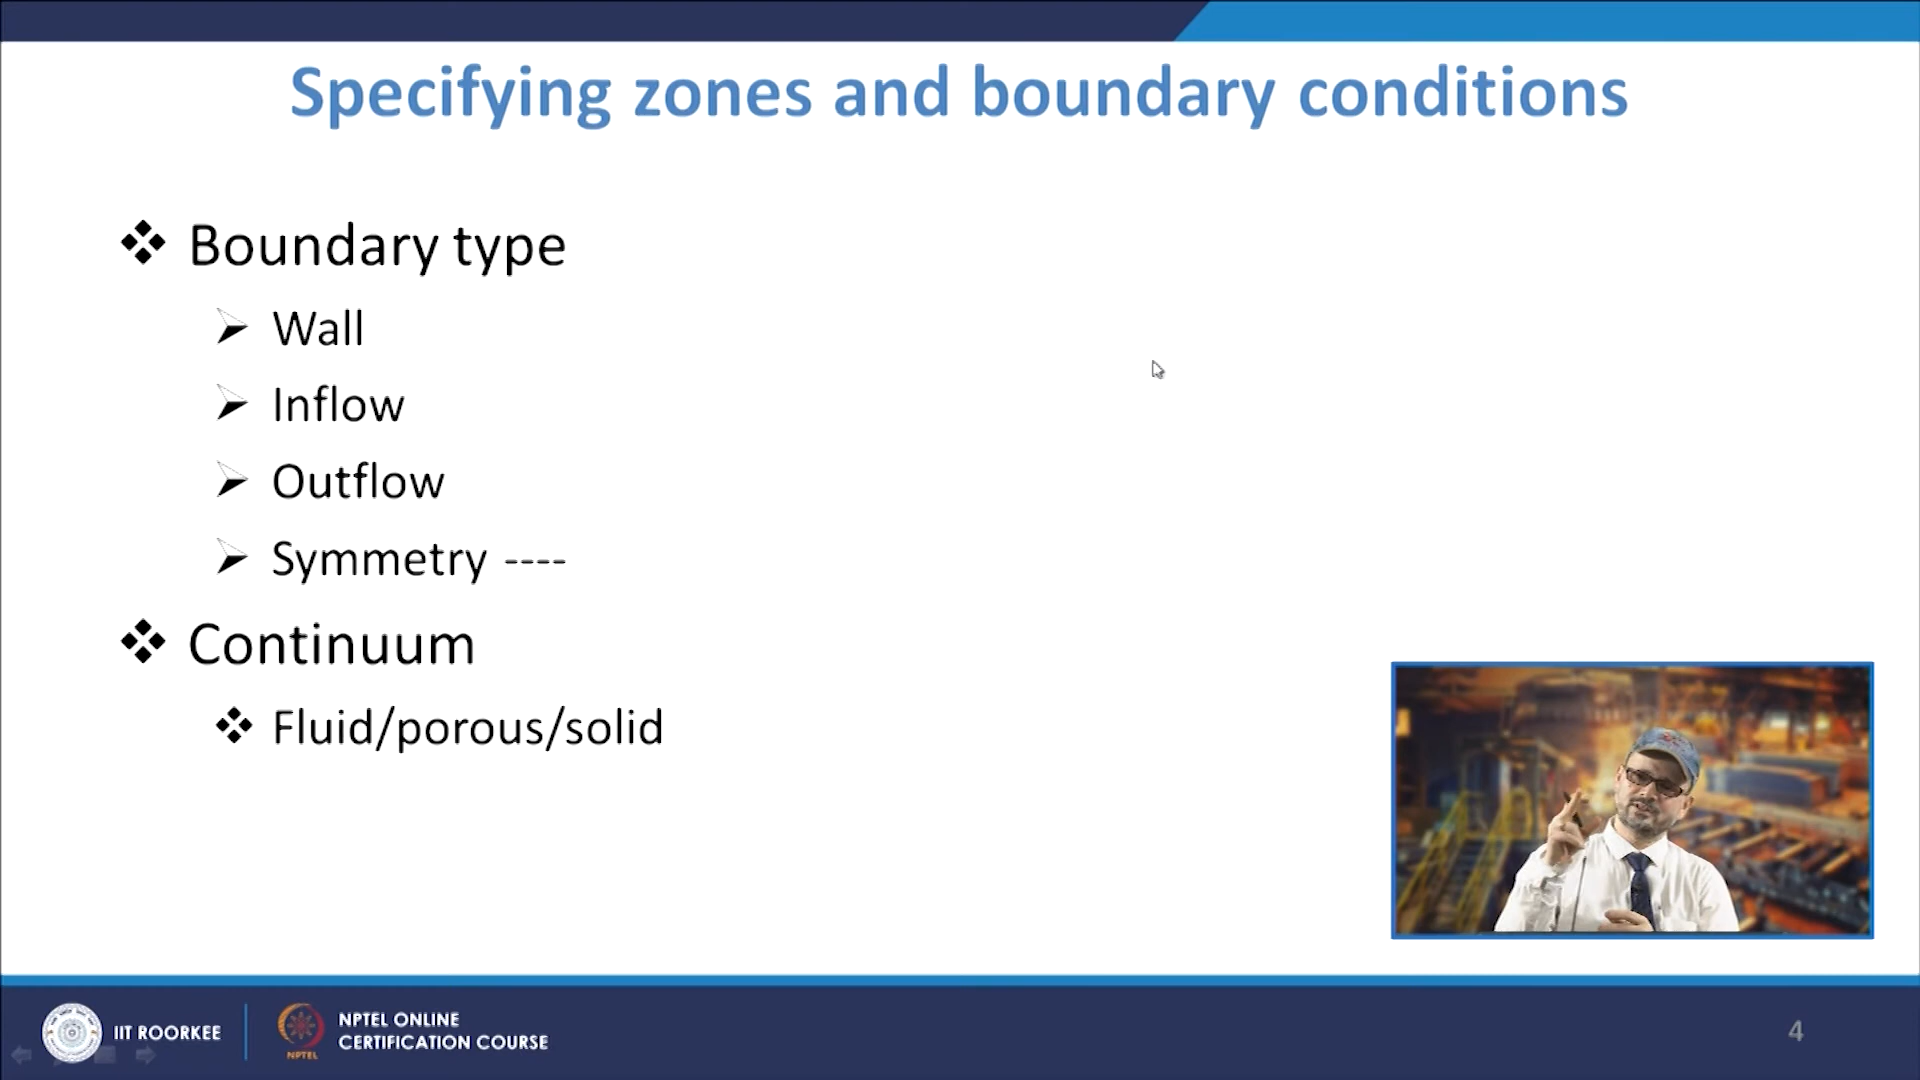 Specifying zones and boundary conditions
Boundary type
Wall
Inflow
Outflow
Symmetry ----
Continuum
Fluid/porous/solid
IIT ROORKEE
NPTEL
NPTEL ONLINE
CERTIFICATION COURSE
4